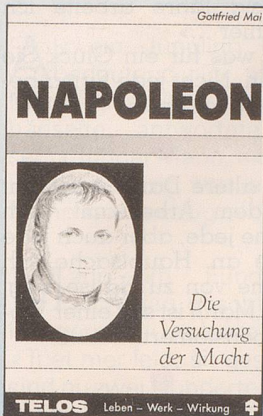 Gottfried Mai
NAPOLEON
Die
Versuchung
der Macht
TELOS Leben – Werk – Wirkung